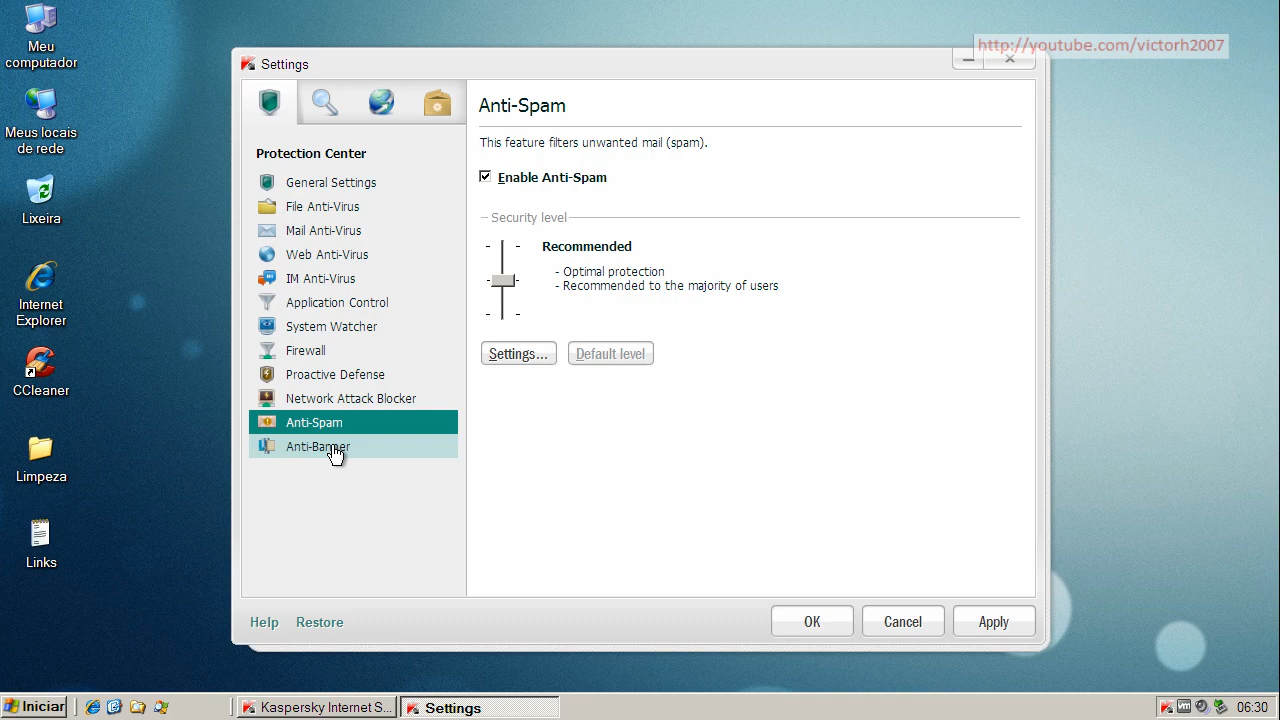 http://youtube.com/victorh2007
Meu
computador
Meus locais
de rede
Lixeira
Internet
Explorer
CCleaner
Limpeza
Links
Settings
Protection Center
General Settings
File Anti-Virus
Mail Anti-Virus
Web Anti-Virus
IM Anti-Virus
Application Control
System Watcher
Firewall
Proactive Defense
Network Attack Blocker
Anti-Spam
Anti-Banner
Anti-Spam
This feature filters unwanted mail (spam).
Enable Anti-Spam
Security level
Recommended
- Optimal protection
- Recommended to the majority of users
Settings...
Default level
Help
Restore
OK
Cancel
Apply
Iniciar
Kaspersky Internet S...
Settings
06:30